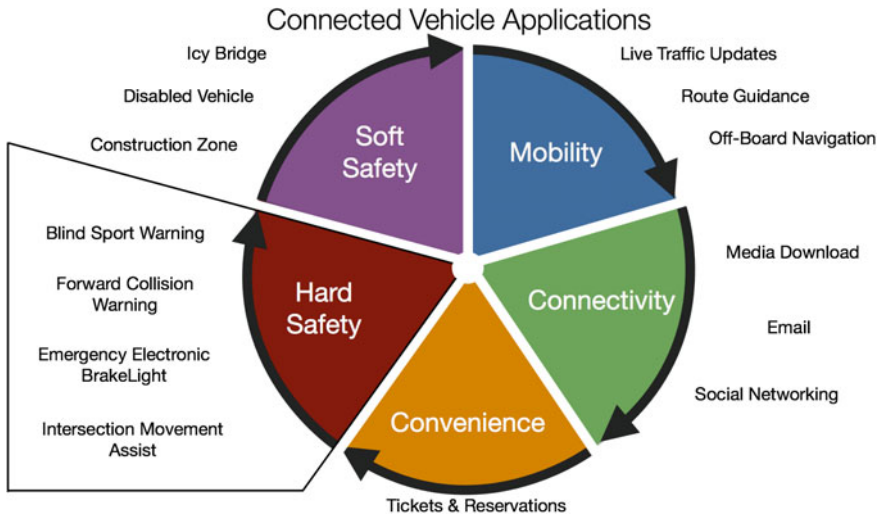 Connected Vehicle Applications
Icy Bridge
Disabled Vehicle
Construction Zone
Soft
Safety
Live Traffic Updates
Route Guidance
Off-Board Navigation
Mobility
Blind Sport Warning
Forward Collision
Warning
Emergency Electronic
BrakeLight
Intersection Movement
Assist
Hard
Safety
Media Download
Email
Social Networking
Connectivity
Convenience
Tickets & Reservations